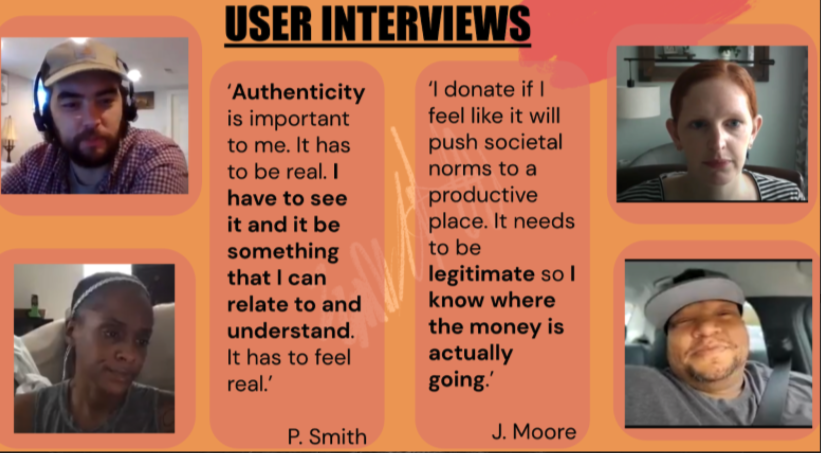 USER INTERVIEWS
‘Authenticity
is important
to me. It has
to be real. I
have to see
it and it be
something
that I can
relate to and
understand.
It has to feel
real.’
P. Smith
‘I donate if I
feel like it will
push societal
norms to a
productive
place. It needs
to be
legitimate so I
know where
the money is
actually
going.’
J. Moore